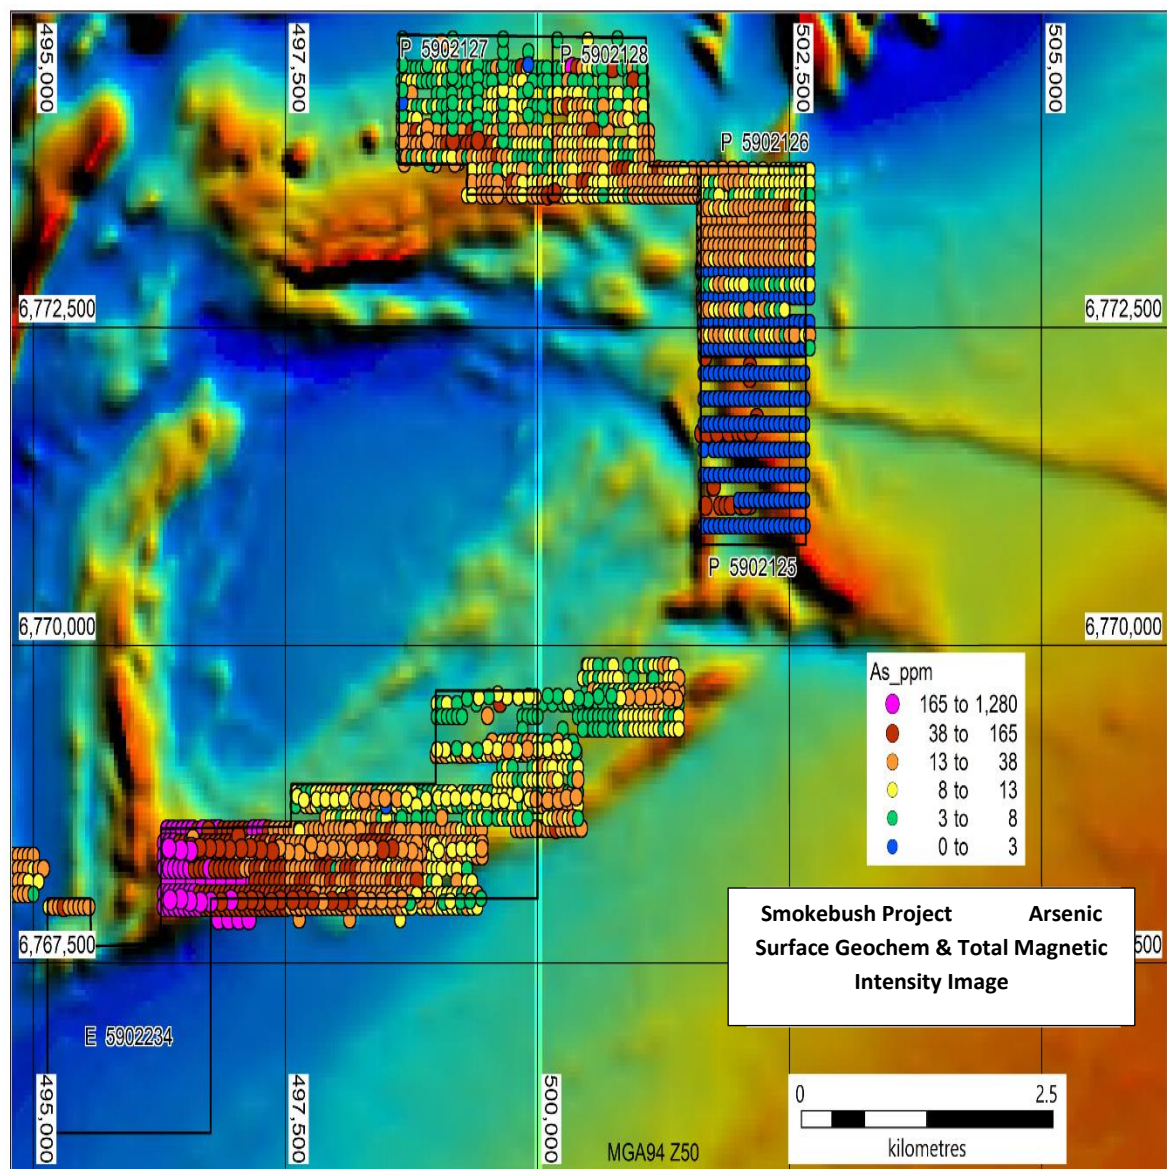 495,000
497,500
502,500
505,000
P 5902127
P 5902128
P 5902126
6,772,500
6,772,500
P 5902125
6,770,000
6,770,000
As_ppm
165 to 1,280
38 to 165
13 to 38
8 to 13
3 to 8
0 to 3
Smokebush Project Arsenic
Surface Geochem & Total Magnetic
Intensity Image
6,767,500
500
E 5902234
495,000
497,500
500,000
0 2.5
kilometres
MGA94 Z50